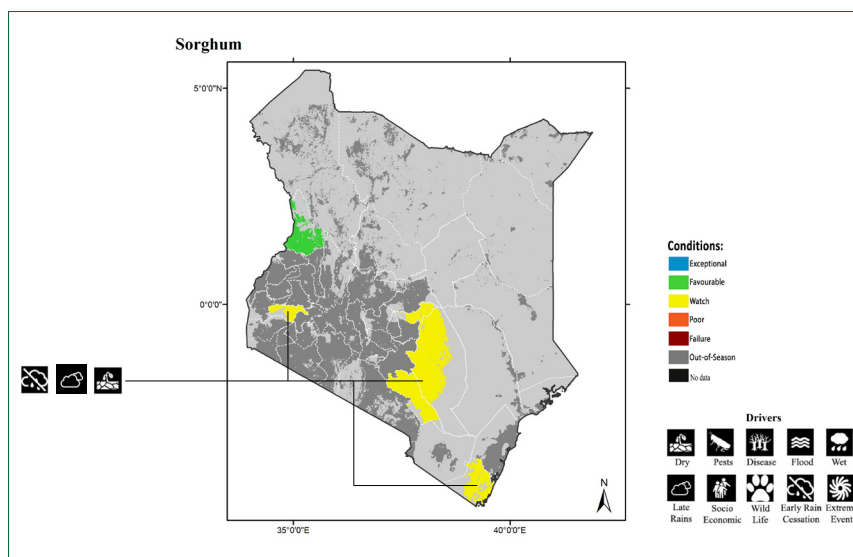 Sorghum
5°0'0"N
0°0'0"
35°0'0"E
40°0'0"E
N
Conditions:
Exceptional
Favourable
Watch
Poor
Failure
Out-of-Season
No data
Drivers
Dry
Pests
Disease
Flood
Wet
Late
Rains
Socio
Economic
Wild
Life
Early Rain
Cessation
Extrem
Event